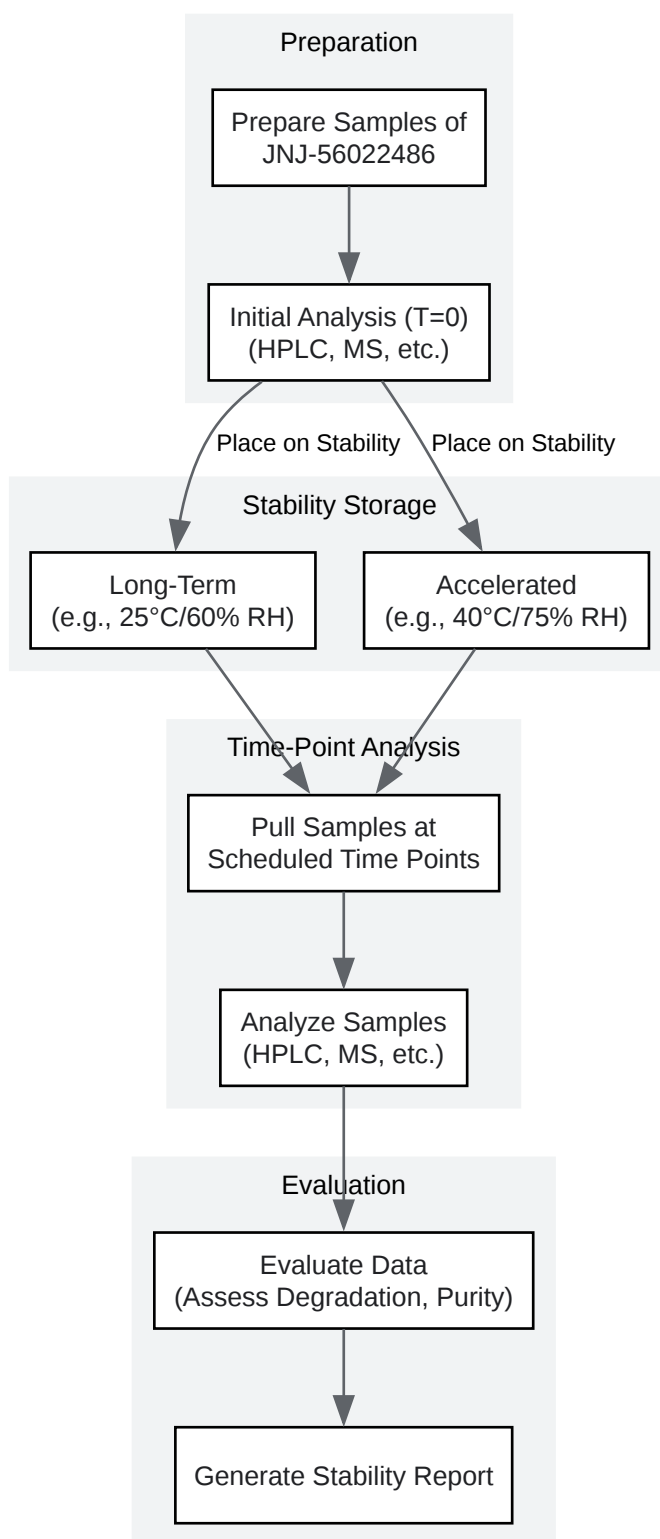 Preparation
Prepare Samples of
JNJ-56022486
Initial Analysis (T=0)
(HPLC, MS, etc.)
Place on Stability
Place on Stability
Stability Storage
Long-Term
(e.g., 25°C/60% RH)
Accelerated
(e.g., 40°C/75% RH)
Time-Point Analysis
Pull Samples at
Scheduled Time Points
Analyze Samples
(HPLC, MS, etc.)
Evaluation
Evaluate Data
(Assess Degradation, Purity)
Generate Stability Report